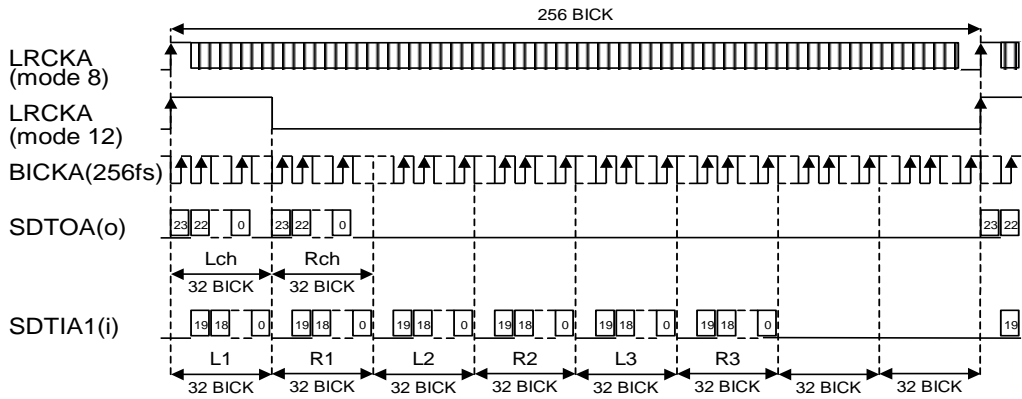 256 BICK
LRCKA
(mode 8)
LRCKA
(mode 12)
BICKA(256fs)
SDTOA(o)
23 22 0 23 22 0 23 22
Lch Rch
32 BICK 32 BICK
SDTIA1(i)
19 18 0 19 18 0 19 18 0 19 18 0 19 18 0 19 18 0 19
L1 R1 L2 R2 L3 R3
32 BICK 32 BICK 32 BICK 32 BICK 32 BICK 32 BICK 32 BICK 32 BICK